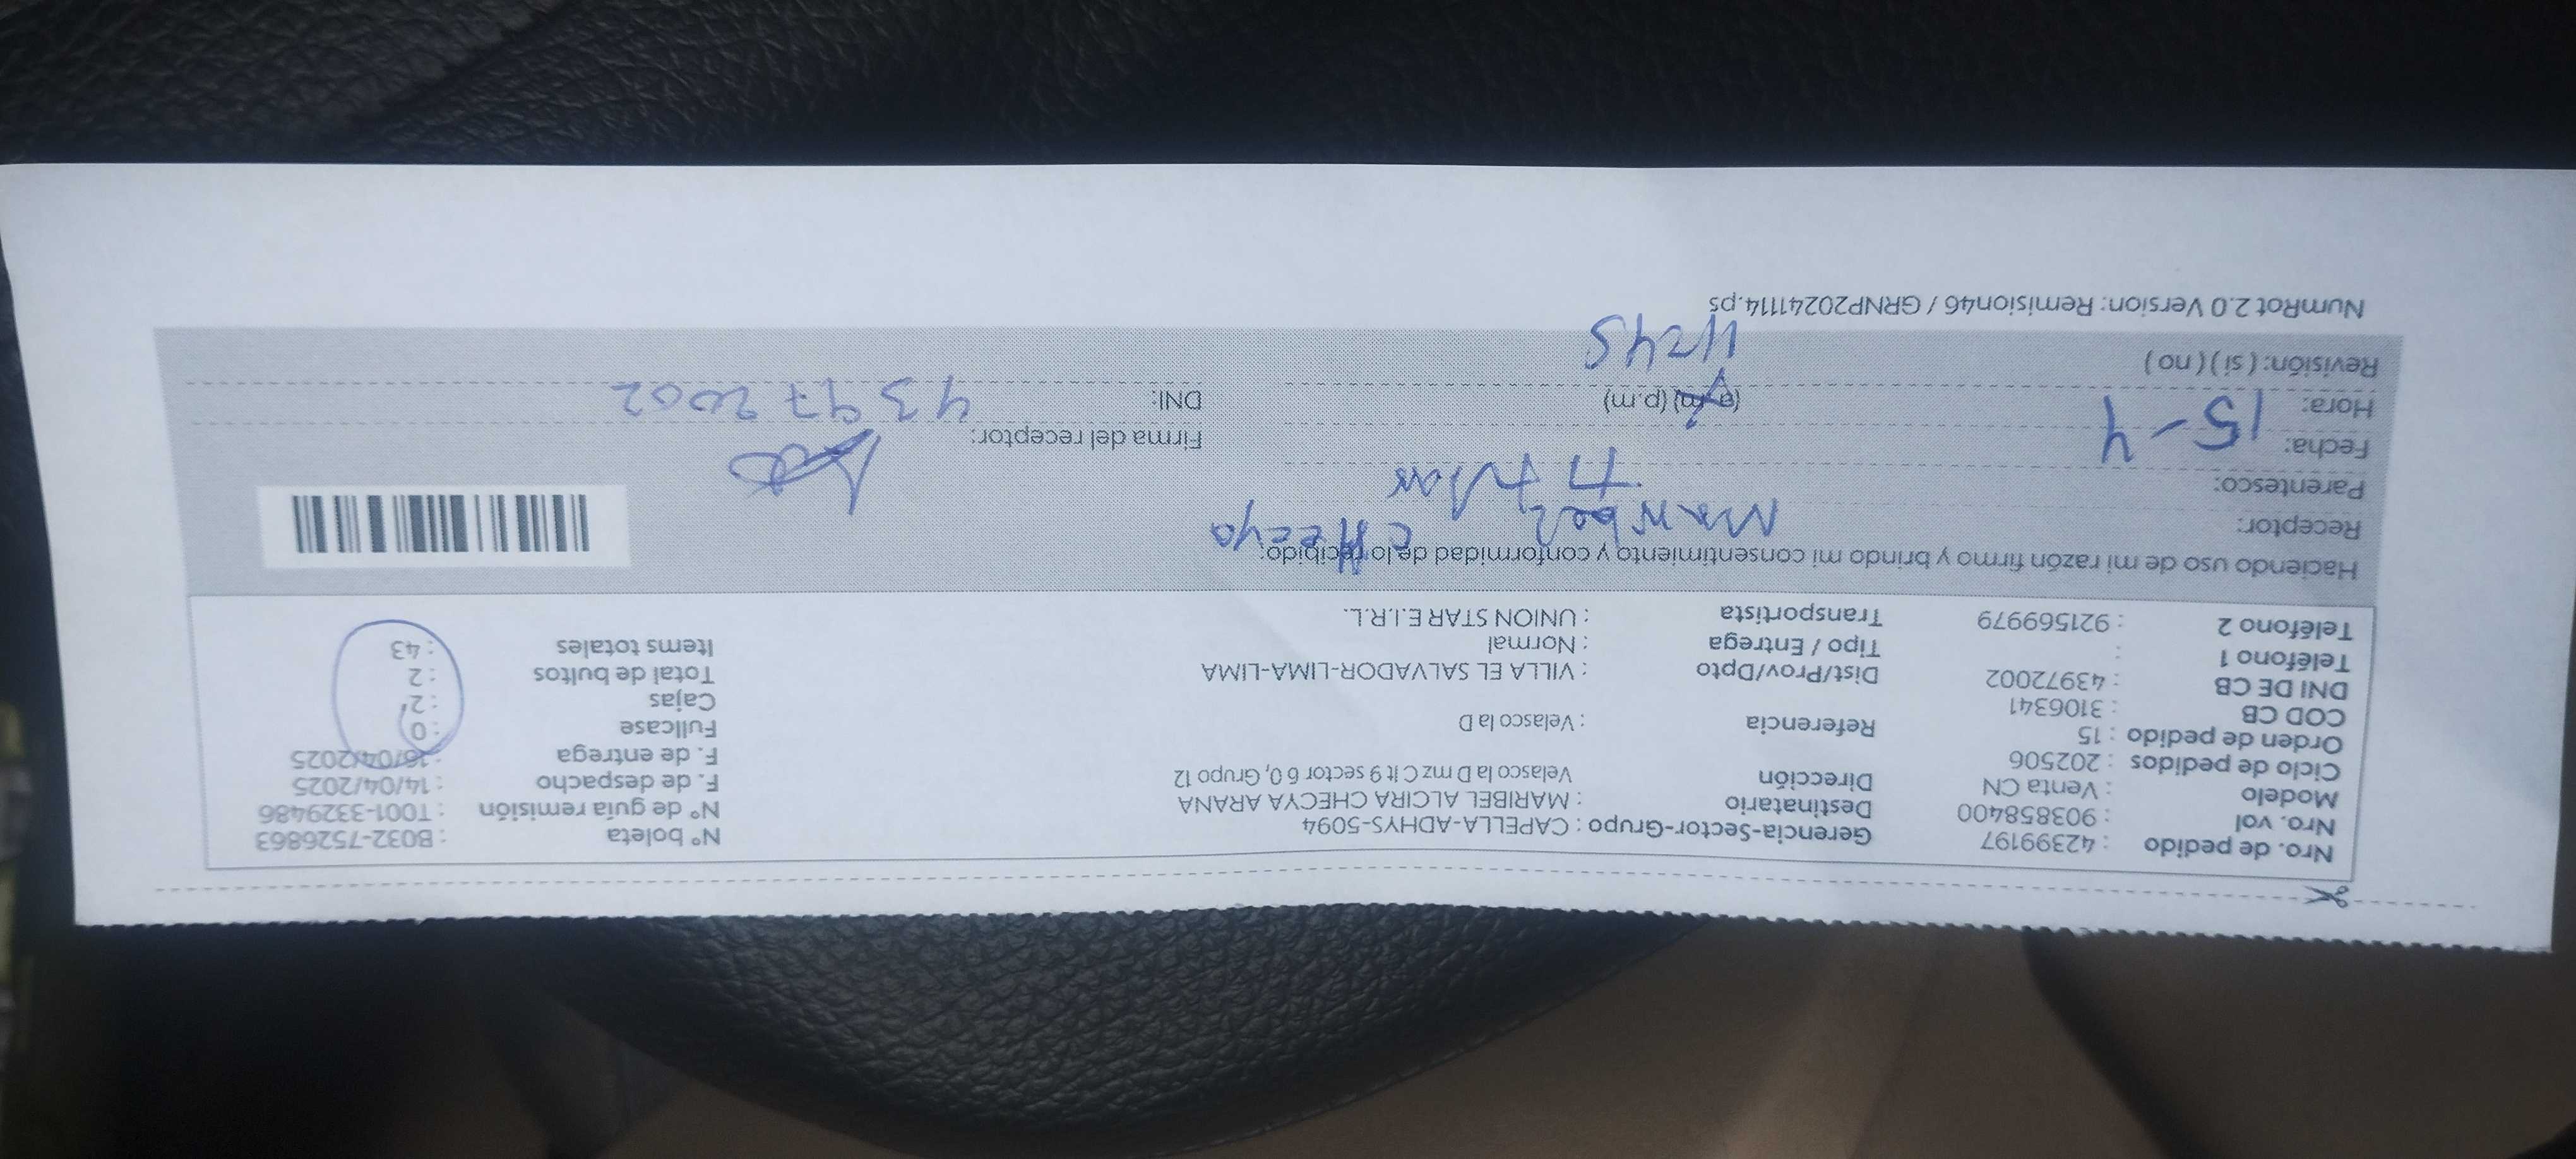 Nro. de pedido : 42399197 Gerencia-Sector-Grupo : CAPELLA-ADHYS-5094 N° boleta : B032-7526863
Nro. vol : 903858400 Destinatario : MARIBEL ALCIRA CHECYA ARANA N° de guía remisión : T001-3329486
Modelo : Venta CN Dirección Velasco la D mz C lt 9 sector 6 0, Grupo 12 F. de despacho : 14/04/2025
Ciclo de pedidos : 202506 F. de entrega : 16/04/2025
Orden de pedido : 15 Referencia : Velasco la D Fullcase : 0
COD CB : 3106341 Cajas : 2
DNI DE CB : 43972002 Dist/Prov/Dpto : VILLA EL SALVADOR-LIMA-LIMA Total de bultos : 2
Teléfono 1 : Tipo / Entrega : Normal Items totales : 43
Teléfono 2 : 921569979 Transportista : UNION STAR E.I.R.L.
Haciendo uso de mi razón firmo y brindo mi consentimiento y conformidad de lo recibido:
Receptor: Maribel CHECYA
Parentesco: Titular
Fecha: 15-4 Firma del receptor:
Hora: (a.m) (p.m) DNI: 43972002
Revisión: ( si ) ( no ) 11:45
NumRot 2.0 Version: Remision46 / GRNP20241114.ps